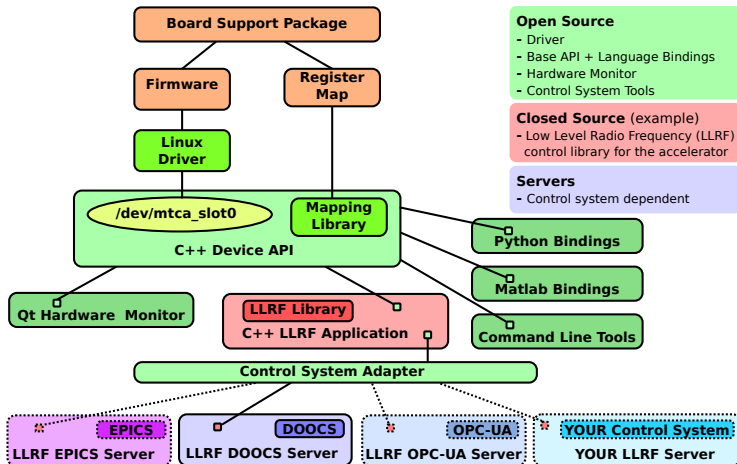 Board Support Package
Firmware
Register
Map
Linux
Driver
/dev/mtca_slot0
Mapping
Library
C++ Device API
Open Source
- Driver
- Base API + Language Bindings
- Hardware Monitor
- Control System Tools
Closed Source (example)
- Low Level Radio Frequency (LLRF)
control library for the accelerator
Servers
- Control system dependent
Python Bindings
Matlab Bindings
Command Line Tools
Qt Hardware Monitor
LLRF Library
C++ LLRF Application
Control System Adapter
EPICS
LLRF EPICS Server
DOOCS
LLRF DOOCS Server
OPC-UA
LLRF OPC-UA Server
YOUR Control System
YOUR LLRF Server